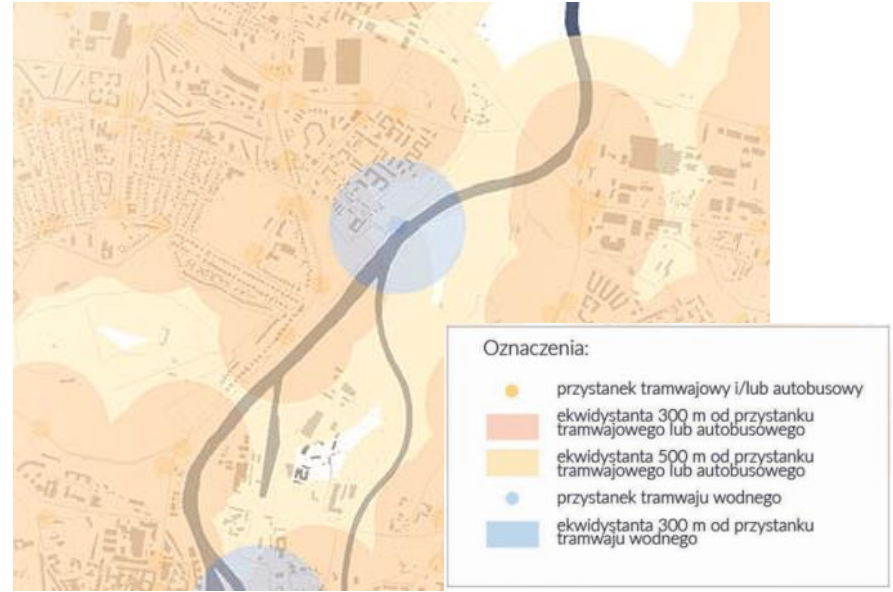 Oznaczenia:
przystanek tramwajowy i/lub autobusowy
ekwidystanta 300 m od przystanku
tramwajowego lub autobusowego
ekwidystanta 500 m od przystanku
tramwajowego lub autobusowego
przystanek tramwaju wodnego
ekwidystanta 300 m od przystanku
tramwaju wodnego